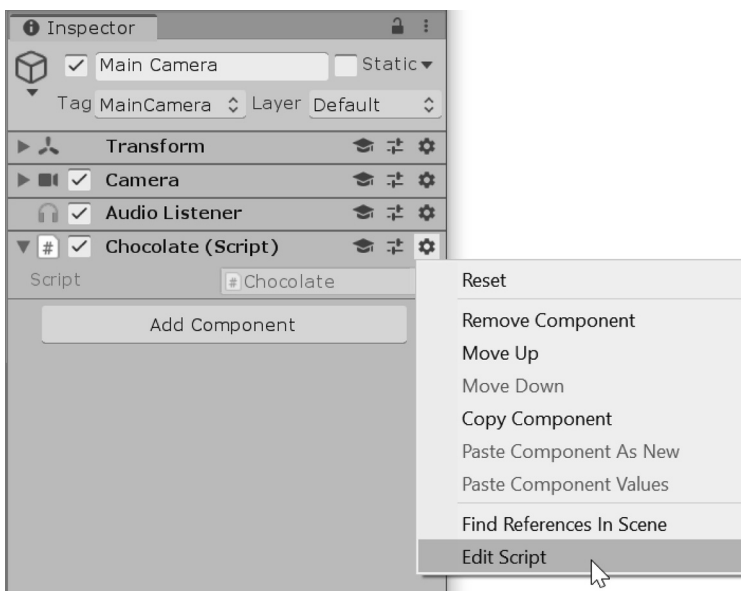 Inspector
Main Camera Static
Tag MainCamera Layer Default
Transform
Camera
Audio Listener
# Chocolate (Script)
Script # Chocolate
Add Component
Reset
Remove Component
Move Up
Move Down
Copy Component
Paste Component As New
Paste Component Values
Find References In Scene
Edit Script